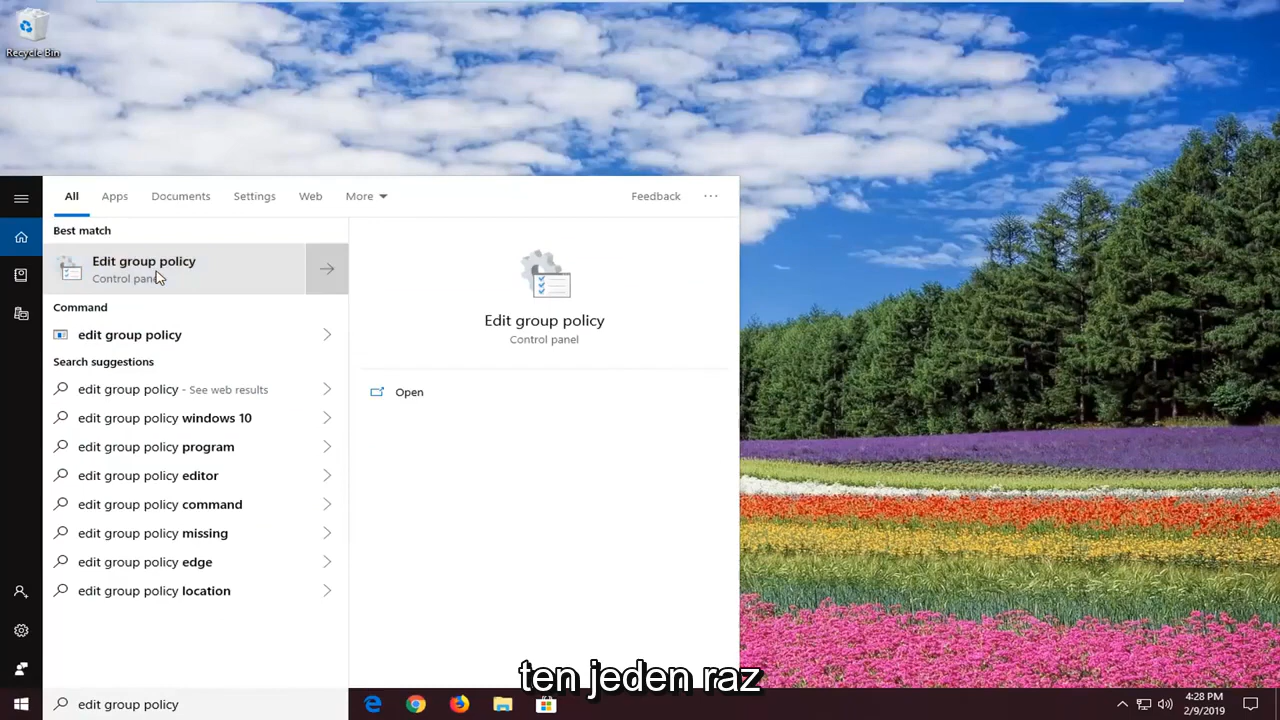 Recycle Bin
All Apps Documents Settings Web More Feedback ...
Best match
Edit group policy
Control panel
Command
edit group policy
Search suggestions
edit group policy - See web results
edit group policy windows 10
edit group policy program
edit group policy editor
edit group policy command
edit group policy missing
edit group policy edge
edit group policy location
Edit group policy
Control panel
Open
ten jeden raz
edit group policy
4:28 PM
2/9/2019